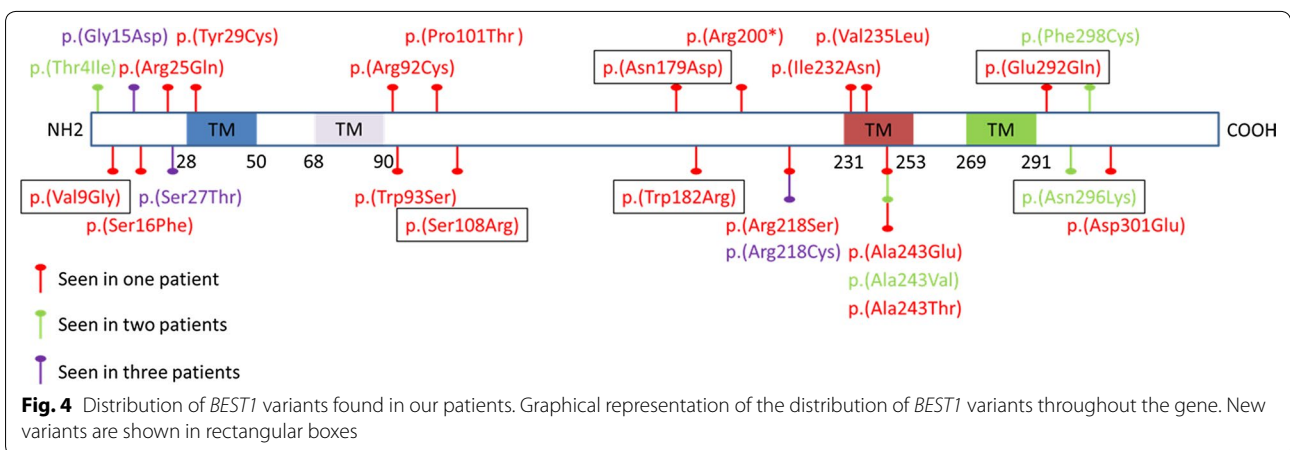 p.(Gly15Asp) p.(Tyr29Cys) p.(Pro101Thr ) p.(Arg200*) p.(Val235Leu) p.(Phe298Cys)
p.(Thr4Ile) p.(Arg25Gln) p.(Arg92Cys) p.(Asn179Asp) p.(Ile232Asn) p.(Glu292Gln)
NH2 TM TM TM TM COOH
28 50 68 90 231 253 269 291
p.(Val9Gly) p.(Ser27Thr) p.(Trp93Ser) p.(Trp182Arg) p.(Asn296Lys)
p.(Ser16Phe) p.(Ser108Arg) p.(Arg218Ser) p.(Asp301Glu)
p.(Arg218Cys) p.(Ala243Glu)
Seen in one patient p.(Ala243Val)
p.(Ala243Thr)
Seen in two patients
Seen in three patients
Fig. 4 Distribution of BEST1 variants found in our patients. Graphical representation of the distribution of BEST1 variants throughout the gene. New
variants are shown in rectangular boxes